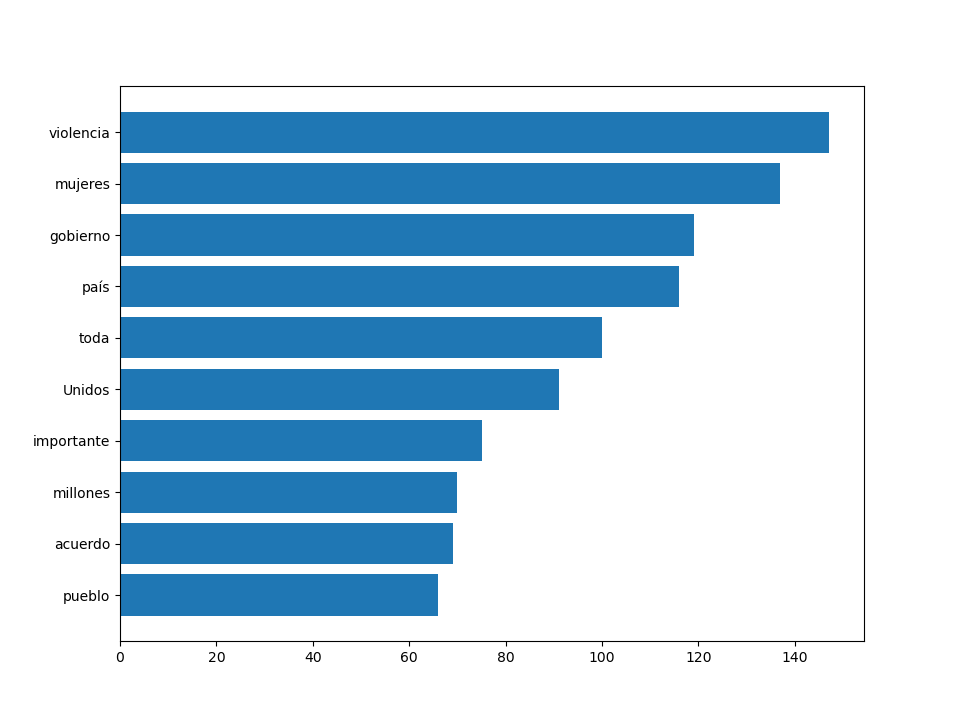 violencia
mujeres
gobierno
país
toda
Unidos
importante
millones
acuerdo
pueblo
0 20 40 60 80 100 120 140